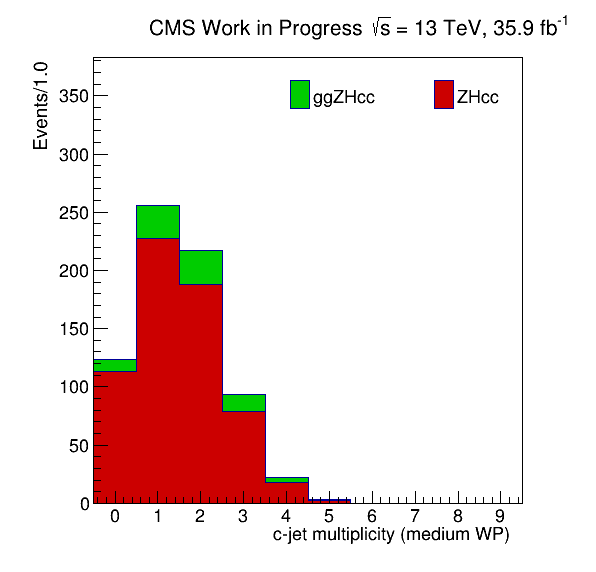 CMS Work in Progress √s = 13 TeV, 35.9 fb⁻¹
Events/1.0
ggZHcc ZHcc
350
300
250
200
150
100
50
0
0 1 2 3 4 5 6 7 8 9
c-jet multiplicity (medium WP)